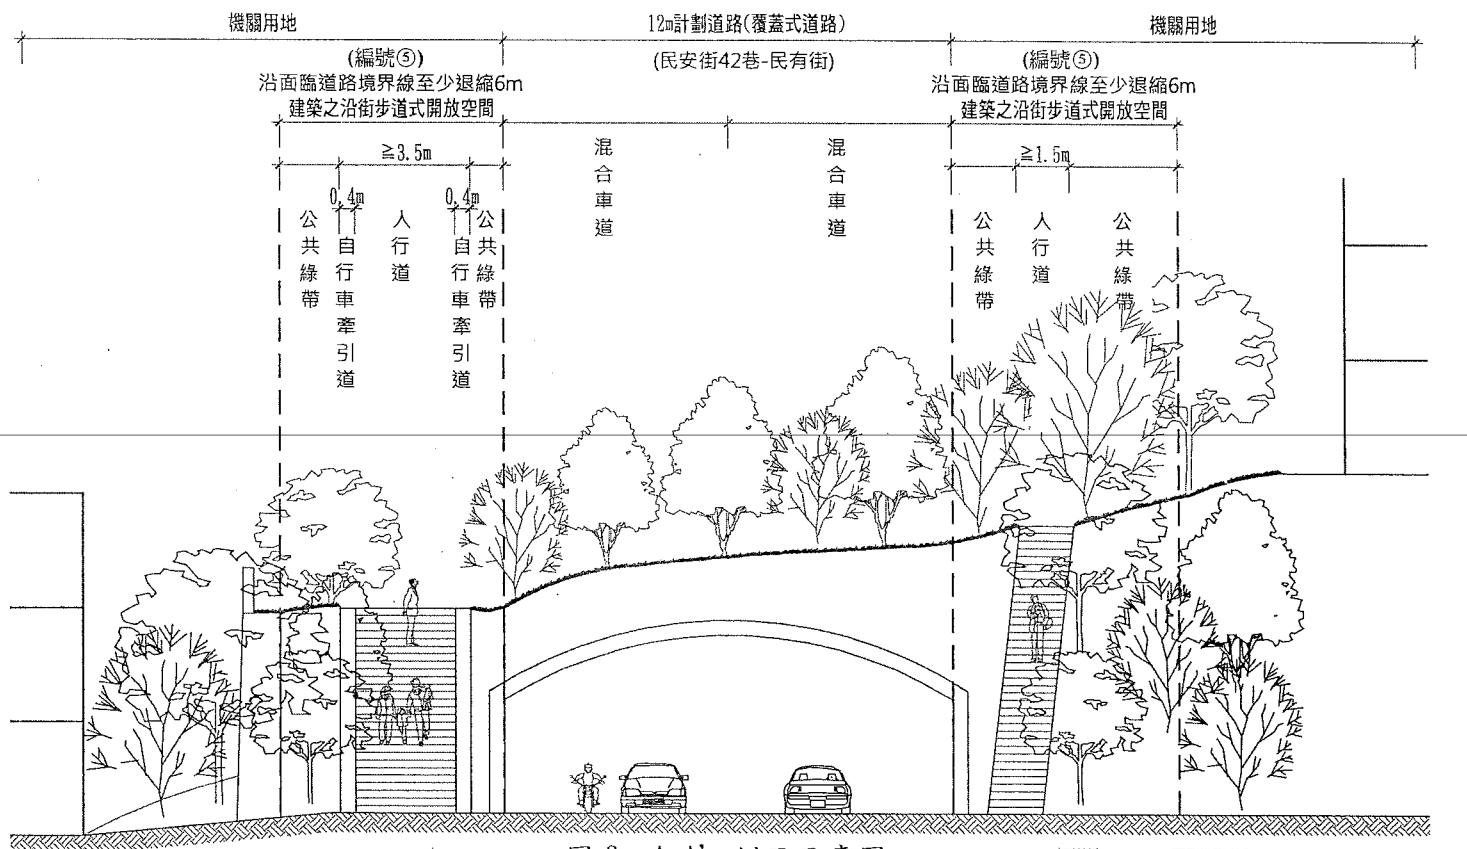 機關用地
12m計劃道路(覆蓋式道路)
機關用地
(編號⑤)
沿面臨道路境界線至少退縮6m
建築之沿街步道式開放空間
(民安街42巷-民有街)
(編號⑤)
沿面臨道路境界線至少退縮6m
建築之沿街步道式開放空間
≧3.5m
0.4m
0.4m
公共綠帶
自行車牽引道
人行道
自行車牽引道
公共綠帶
混合車道
混合車道
≧1.5m
公共綠帶
人行道
公共綠帶